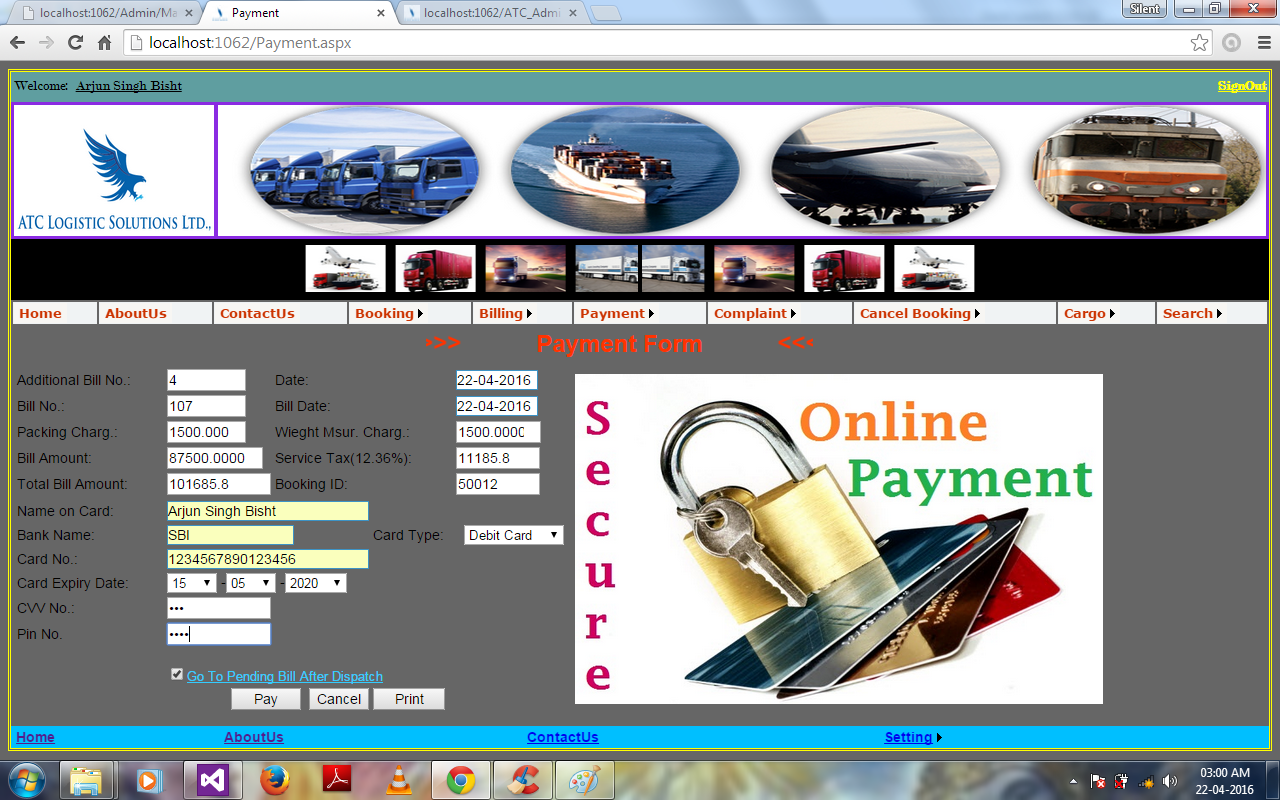 localhost:1062/Admin/Ma
Payment
localhost:1062/ATC_Admi
Silent
localhost:1062/Payment.aspx
Welcome: Arjun Singh Bisht
SignOut
ATC LOGISTIC SOLUTIONS LTD.,
Home AboutUs ContactUs Booking Billing Payment Complaint Cancel Booking Cargo Search
>>> Payment Form <<<
Additional Bill No.: 4 Date: 22-04-2016
Bill No.: 107 Bill Date: 22-04-2016
Packing Charg.: 1500.000 Wieght Msur. Charg.: 1500.0000
Bill Amount: 87500.0000 Service Tax(12.36%): 11185.8
Total Bill Amount: 101685.8 Booking ID: 50012
Name on Card: Arjun Singh Bisht
Bank Name: SBI Card Type: Debit Card
Card No.: 1234567890123456
Card Expiry Date: 15 - 05 - 2020
CVV No.: •••
Pin No. ••••
Go To Pending Bill After Dispatch
Pay Cancel Print
Secure
Online
Payment
Home AboutUs ContactUs Setting
03:00 AM
22-04-2016